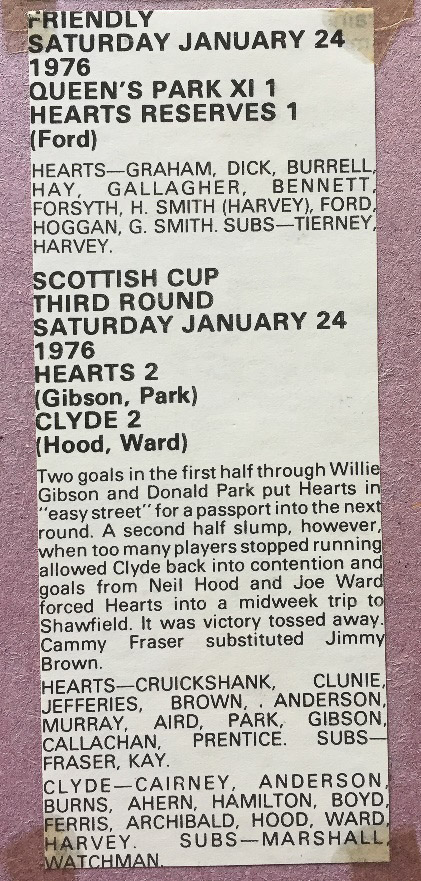 FRIENDLY
SATURDAY JANUARY 24
1976
QUEEN'S PARK XI 1
HEARTS RESERVES 1
(Ford)
HEARTS—GRAHAM, DICK, BURRELL,
HAY, GALLAGHER, BENNETT,
FORSYTH, H. SMITH (HARVEY), FORD,
HOGGAN, G. SMITH. SUBS—TIERNEY,
HARVEY.
SCOTTISH CUP
THIRD ROUND
SATURDAY JANUARY 24
1976
HEARTS 2
(Gibson, Park)
CLYDE 2
(Hood, Ward)
Two goals in the first half through Willie
Gibson and Donald Park put Hearts in
"easy street" for a passport into the next
round. A second half slump, however,
when too many players stopped running
allowed Clyde back into contention and
goals from Neil Hood and Joe Ward
forced Hearts into a midweek trip to
Shawfield. It was victory tossed away.
Cammy Fraser substituted Jimmy
Brown.
HEARTS—CRUICKSHANK, CLUNIE,
JEFFERIES, BROWN, . ANDERSON,
MURRAY, AIRD, PARK, GIBSON,
CALLACHAN, PRENTICE. SUBS—
FRASER, KAY.
CLYDE—CAIRNEY, ANDERSON,
BURNS, AHERN, HAMILTON, BOYD,
FERRIS, ARCHIBALD, HOOD, WARD,
HARVEY. SUBS—MARSHALL,
WATCHMAN.